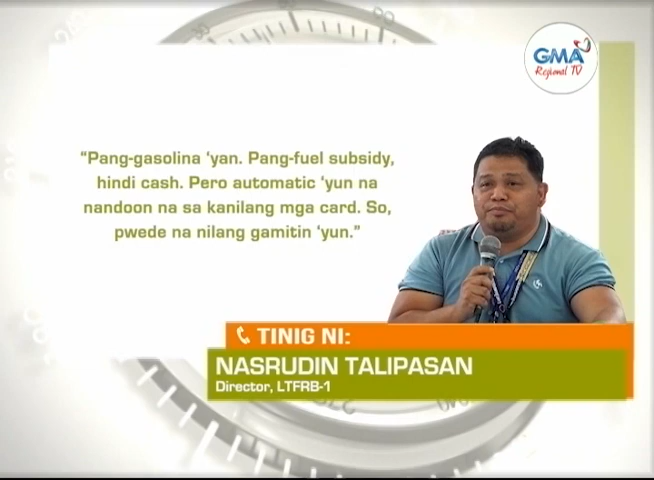 GMA
Regional TV
“Pang-gasolina ‘yan. Pang-fuel subsidy,
hindi cash. Pero automatic ‘yun na
nandoon na sa kanilang mga card. So,
pwede na nilang gamitin ‘yun.”
TINIG NI:
NASRUDIN TALIPASAN
Director, LTFRB-1